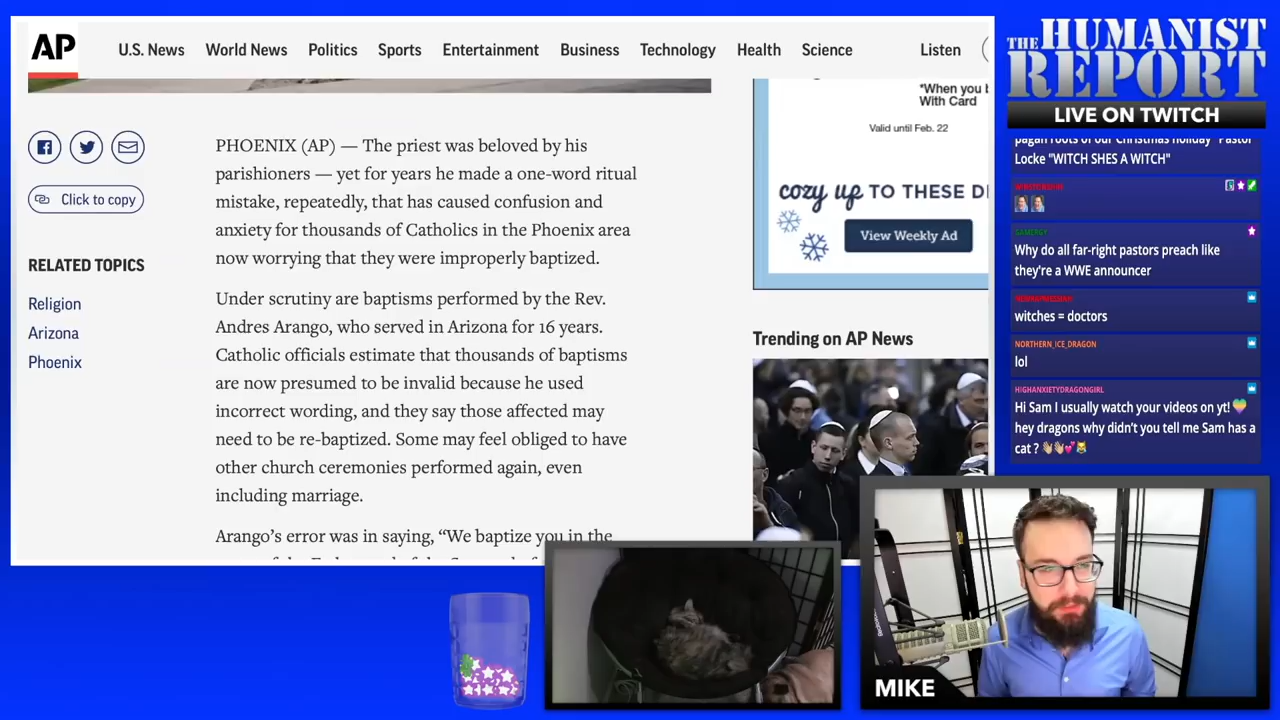 AP
U.S. News
World News
Politics
Sports
Entertainment
Business
Technology
Health
Science
Listen
Click to copy
RELATED TOPICS
Religion
Arizona
Phoenix
PHOENIX (AP) — The priest was beloved by his
parishioners — yet for years he made a one-word ritual
mistake, repeatedly, that has caused confusion and
anxiety for thousands of Catholics in the Phoenix area
now worrying that they were improperly baptized.
Under scrutiny are baptisms performed by the Rev.
Andres Arango, who served in Arizona for 16 years.
Catholic officials estimate that thousands of baptisms
are now presumed to be invalid because he used
incorrect wording, and they say those affected may
need to be re-baptized. Some may feel obliged to have
other church ceremonies performed again, even
including marriage.
Arango's error was in saying, “We baptize you in the
*When you b
With Card
Valid until Feb. 22
cozy up TO THESE D
View Weekly Ad
Trending on AP News
THE HUMANIST
REPORT
LIVE ON TWITCH
pagan roots of our Christmas holiday" Pastor
Locke "WITCH SHES A WITCH"
Why do all far-right pastors preach like
they're a WWE announcer
witches = doctors
NORTHERN_ICE_DRAGON
lol
HIGHANXIETYDRAGONGIRL
Hi Sam I usually watch your videos on yt!
hey dragons why didn’t you tell me Sam has a
cat ?
MIKE